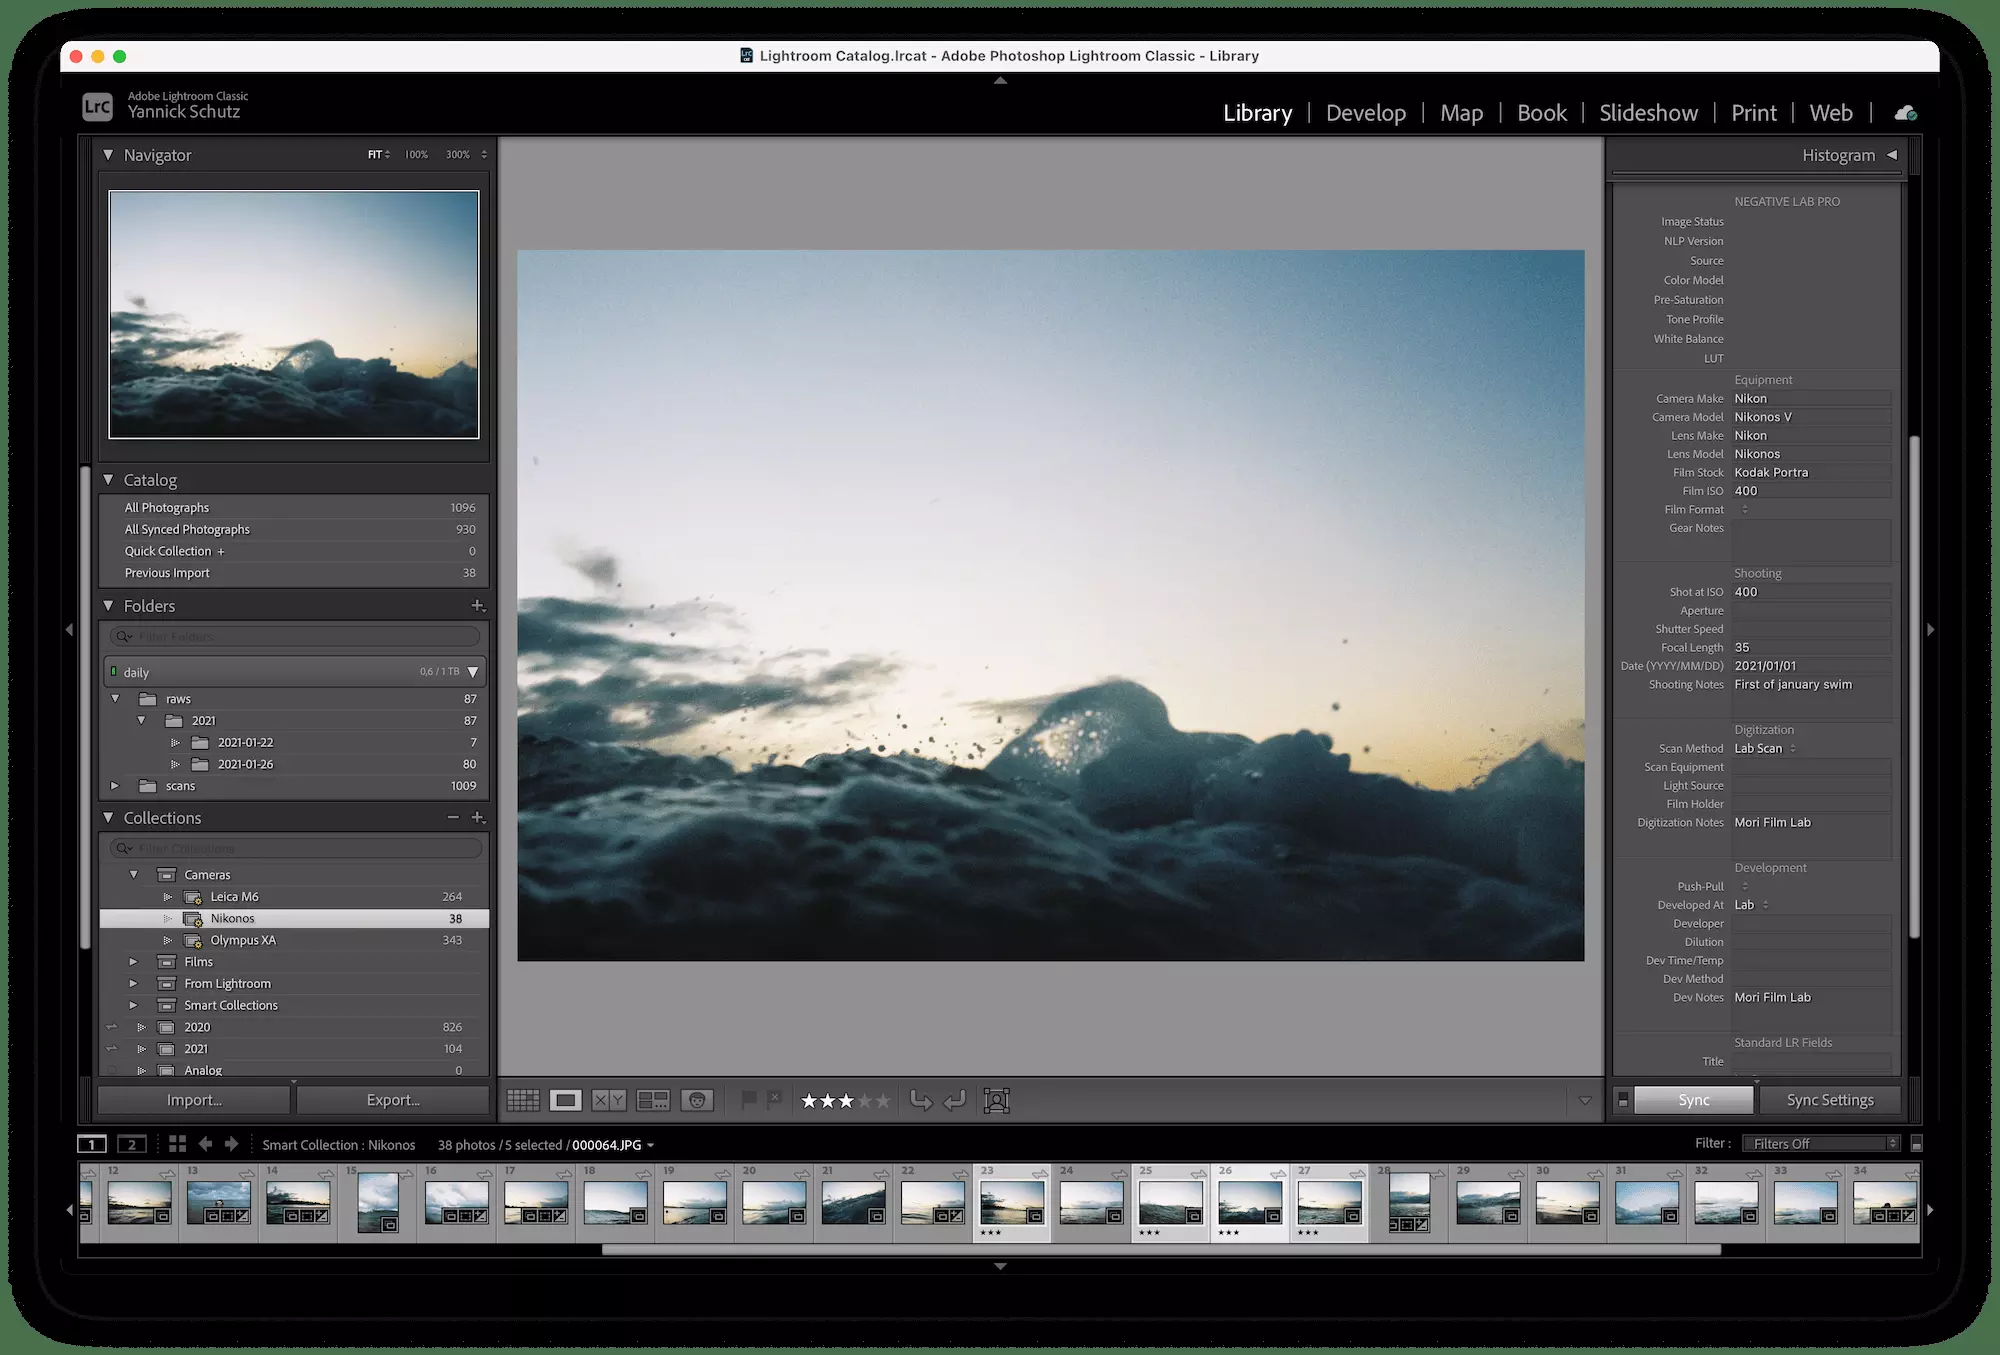 Lightroom Catalog.lrcat - Adobe Photoshop Lightroom Classic - Library
LrC
Adobe Lightroom Classic
Yannick Schutz
Library | Develop | Map | Book | Slideshow | Print | Web |
Navigator FIT 100% 300%
Catalog
All Photographs 1096
All Synced Photographs 930
Quick Collection + 0
Previous Import 38
Folders
Filter Folders
daily 0,6 / 1 TB
raws 87
2021 87
2021-01-22 7
2021-01-26 80
scans 1009
Collections
Filter Collections
Cameras
Leica M6 264
Nikonos 38
Olympus XA 343
Films
From Lightroom
Smart Collections
2020 826
2021 104
Analog 0
Import... Export...
Histogram
NEGATIVE LAB PRO
Image Status
NLP Version
Source
Color Model
Pre-Saturation
Tone Profile
White Balance
LUT
Equipment
Camera Make Nikon
Camera Model Nikonos V
Lens Make Nikon
Lens Model Nikonos
Film Stock Kodak Portra
Film ISO 400
Film Format
Gear Notes
Shooting
Shot at ISO 400
Aperture
Shutter Speed
Focal Length 35
Date (YYYY/MM/DD) 2021/01/01
Shooting Notes First of january swim
Digitization
Scan Method Lab Scan
Scan Equipment
Light Source
Film Holder
Digitization Notes Mori Film Lab
Development
Push-Pull
Developed At Lab
Developer
Dilution
Dev Time/Temp
Dev Method
Dev Notes Mori Film Lab
Standard LR Fields
Title
Sync Sync Settings
1 2 Smart Collection : Nikonos 38 photos / 5 selected / 000064.JPG
Filter : Filters Off
12 13 14 15 16 17 18 19 20 21 22 23 24 25 26 27 28 29 30 31 32 33 34